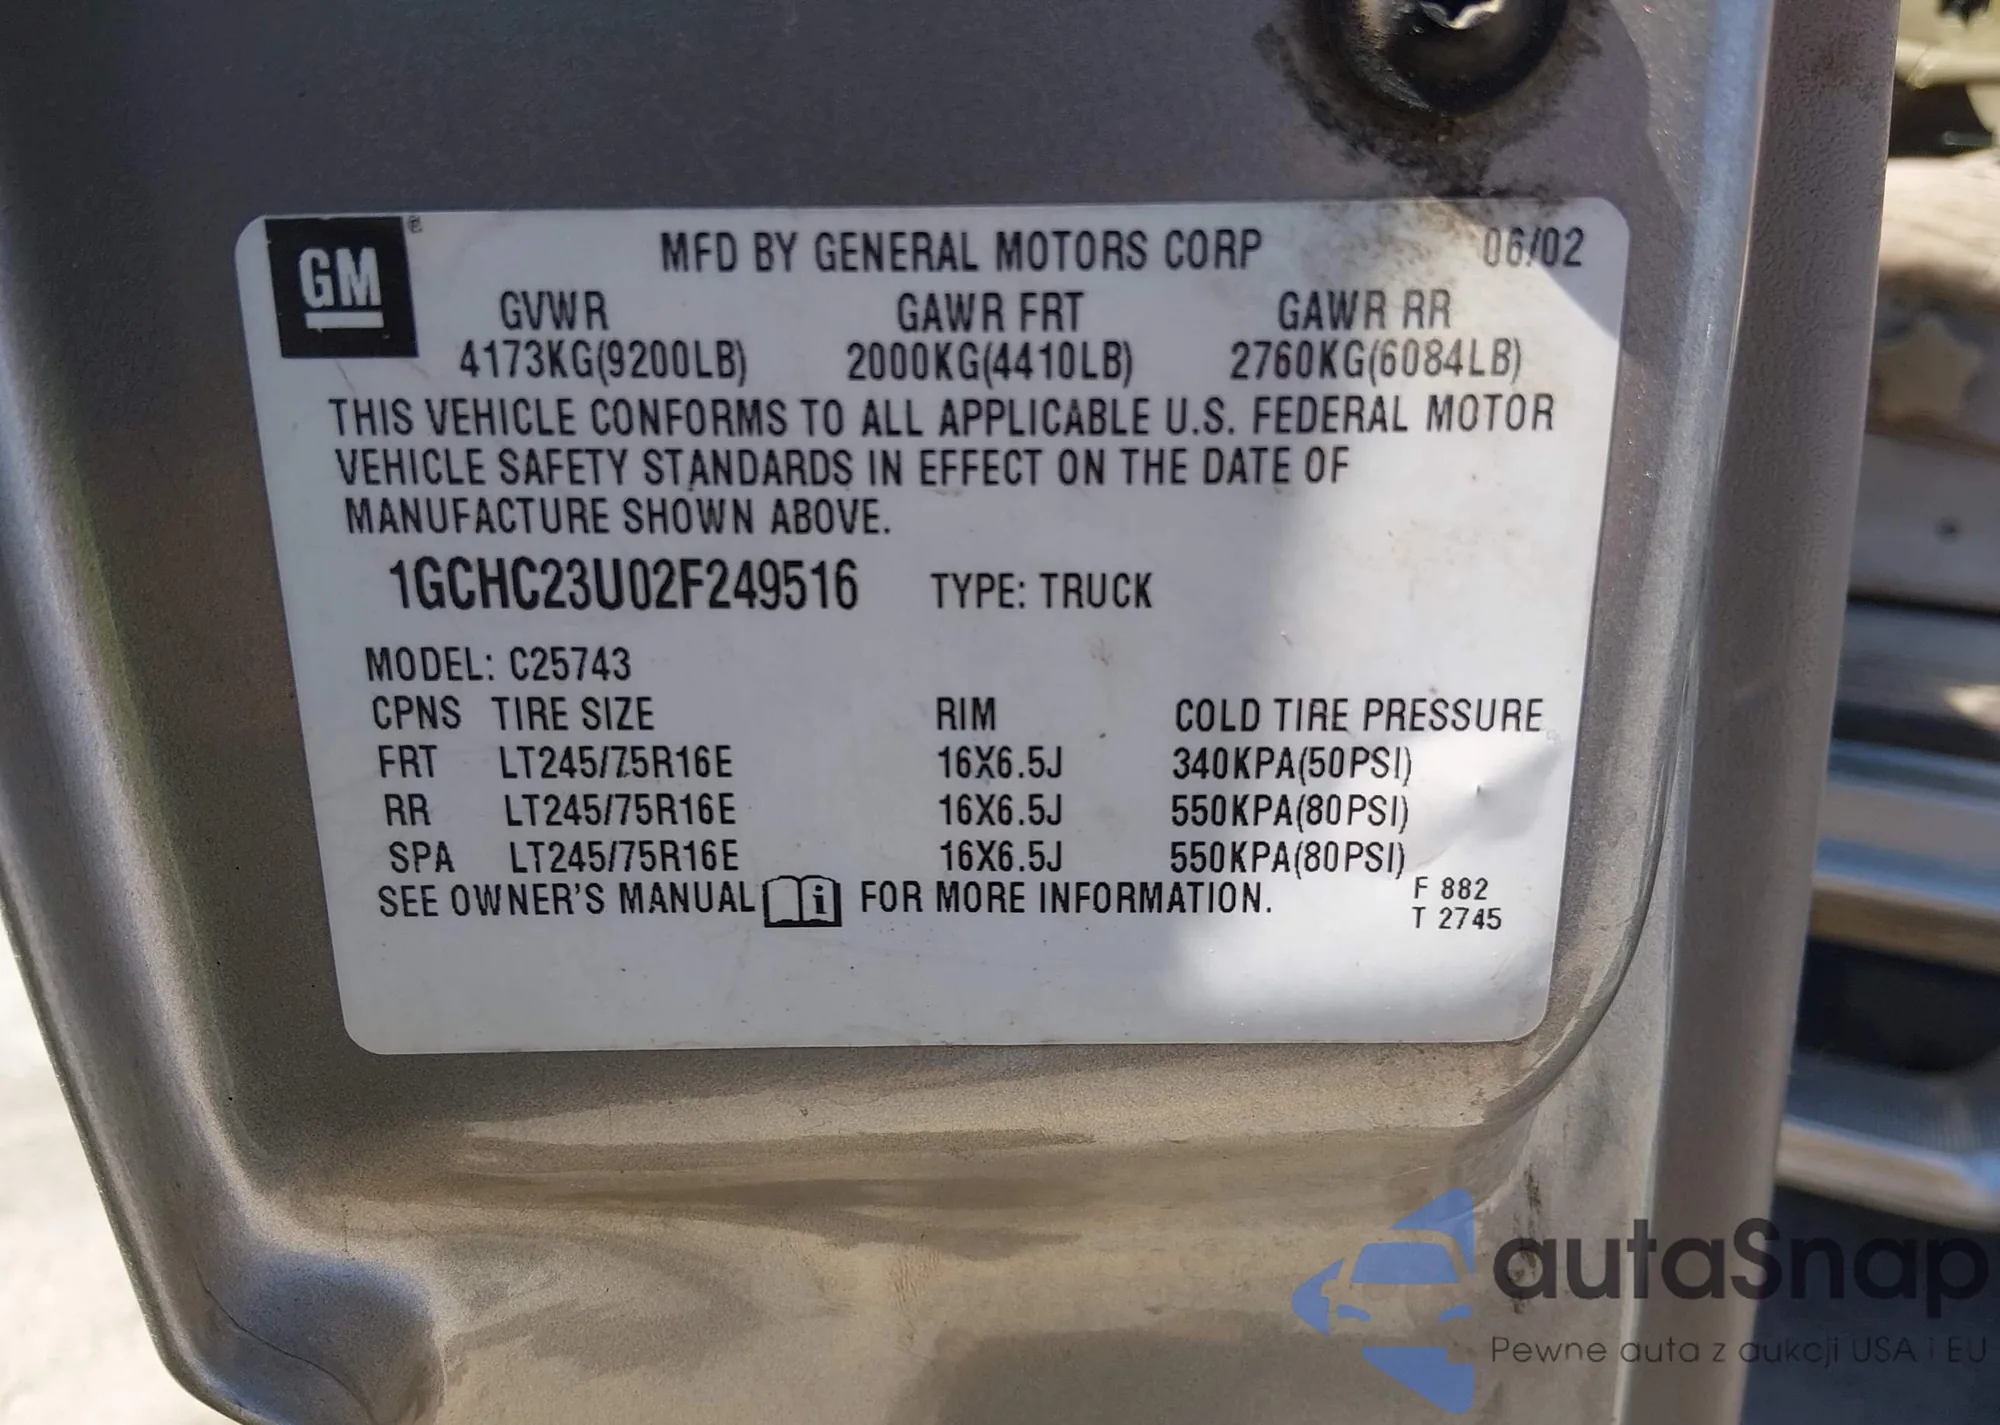 GM ®
MFD BY GENERAL MOTORS CORP 06/02
GVWR GAWR FRT GAWR RR
4173KG(9200LB) 2000KG(4410LB) 2760KG(6084LB)
THIS VEHICLE CONFORMS TO ALL APPLICABLE U.S. FEDERAL MOTOR
VEHICLE SAFETY STANDARDS IN EFFECT ON THE DATE OF
MANUFACTURE SHOWN ABOVE.
1GCHC23U02F249516 TYPE: TRUCK
MODEL: C25743
CPNS TIRE SIZE RIM COLD TIRE PRESSURE
FRT LT245/75R16E 16X6.5J 340KPA(50PSI)
RR LT245/75R16E 16X6.5J 550KPA(80PSI)
SPA LT245/75R16E 16X6.5J 550KPA(80PSI)
SEE OWNER'S MANUAL i FOR MORE INFORMATION.
F 882
T 2745
autaSnap
Pewne auta z aukcji USA i EU